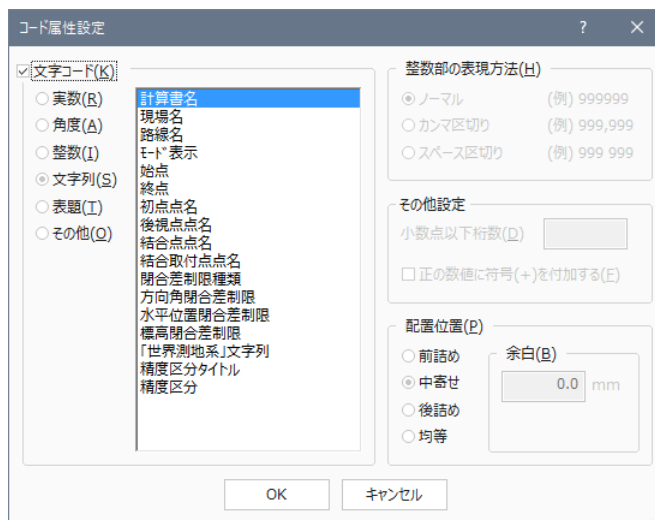 コード属性設定
? ×
文字コード(K)
実数(R)
角度(A)
整数(I)
文字列(S)
表題(T)
その他(O)
計算書名
現場名
路線名
ﾓｰﾄﾞ表示
始点
終点
初点点名
後視点点名
結合点点名
結合取付点点名
閉合差制限種類
方向角閉合差制限
水平位置閉合差制限
標高閉合差制限
「世界測地系」文字列
精度区分タイトル
精度区分
整数部の表現方法(H)
ノーマル (例) 999999
カンマ区切り (例) 999,999
スペース区切り (例) 999 999
その他設定
小数点以下桁数(D)
正の数値に符号(+)を付加する(F)
配置位置(P)
前詰め
中寄せ
後詰め
均等
余白(B)
0.0 mm
OK
キャンセル